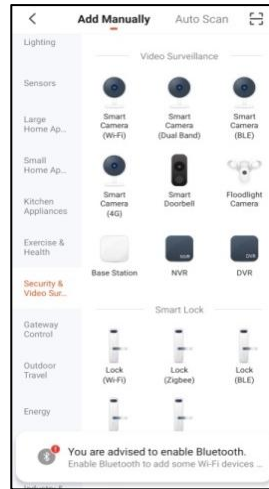 Add Manually Auto Scan
Lighting
Sensors
Large
Home Ap...
Small
Home Ap...
Kitchen
Appliances
Exercise &
Health
Security &
Video Sur...
Gateway
Control
Outdoor
Travel
Energy
Video Surveillance
Smart
Camera
(Wi-Fi)
Smart
Camera
(Dual Band)
Smart
Camera
(BLE)
Smart
Camera
(4G)
Smart
Doorbell
Floodlight
Camera
Base Station
NVR
DVR
Smart Lock
Lock
(Wi-Fi)
Lock
(Zigbee)
Lock
(BLE)
You are advised to enable Bluetooth.
Enable Bluetooth to add some Wi-Fi devices ...